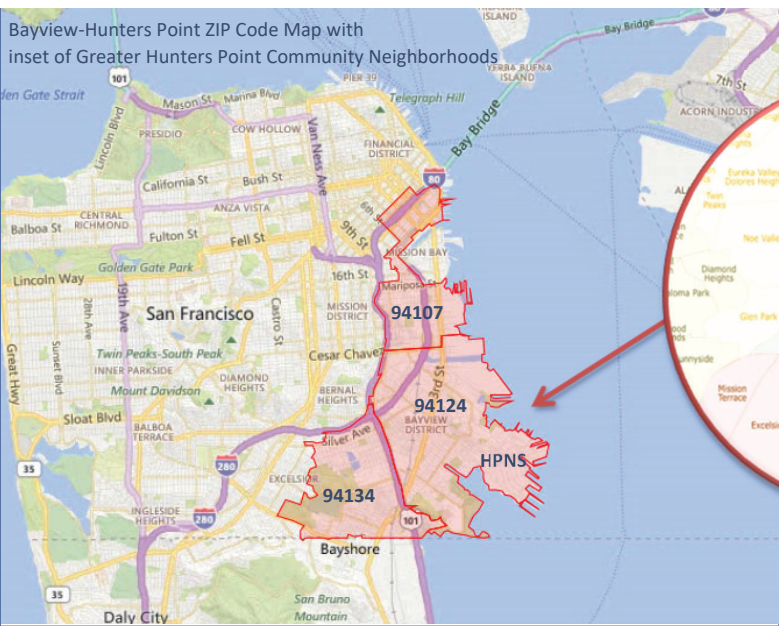 Bayview-Hunters Point ZIP Code Map with
inset of Greater Hunters Point Community Neighborhoods
ISLAND
YERBA BUENA
ISLAND
Bay Bridge
7th St
ACORN INDUST
101
PIER 39
Telegraph Hill
den Gate Strait
Mason St
Marina Blvd
Lincoln Blvd
PRESIDIO
COW HOLLOW
Van Ness Ave
FINANCIAL
DISTRICT
Bay Bridge
80
California St
Bush St
CENTRAL
RICHMOND
ANZA VISTA
6th St
9th St
Balboa St
Fulton St
Fell St
MISSION BAY
Golden Gate Park
Lincoln Way
16th St
Mariposa St
28th Ave
19th Ave
San Francisco
Castro St
MISSION
DISTRICT
94107
Great Hwy
Sunset Blvd
Twin Peaks-South Peak
Cesar Chavez
INNER PARKSIDE
Mount Davidson
DIAMOND
HEIGHTS
BERNAL
HEIGHTS
3rd St
94124
BAYVIEW
DISTRICT
Sloat Blvd
BALBOA
TERRACE
Silver Ave
HPNS
35
280
EXCELSIOR
94134
INGLESIDE
HEIGHTS
280
101
Bayshore
35
San Bruno
Mountain
Daly City
Eureka Valley
Dolores Heigh
Twin
Peaks
Noe Valle
Diamond
Heights
loma Park
Glen Park
unnyside
Mission
Terrace
Excelsi